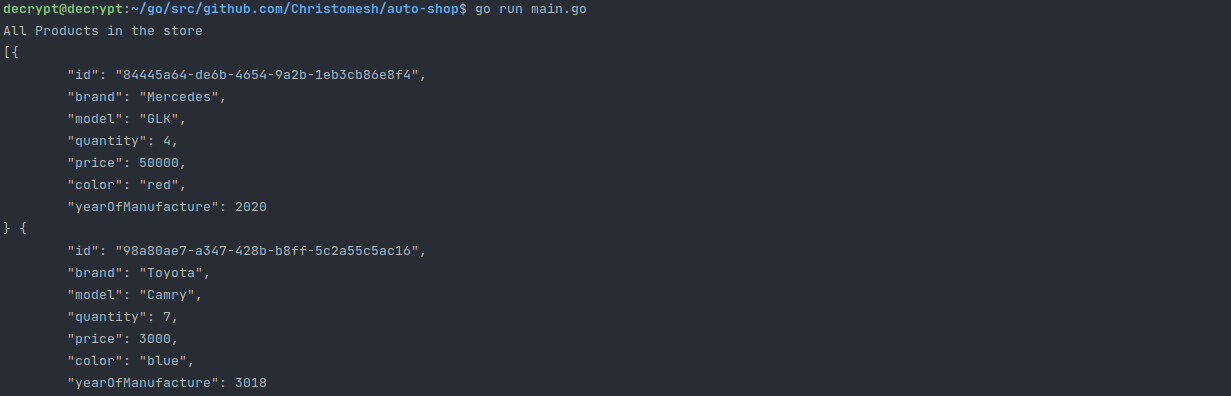 decrypt@decrypt:~/go/src/github.com/Christomesh/auto-shop$ go run main.go
All Products in the store
[{
        "id": "84445a64-de6b-4654-9a2b-1eb3cb86e8f4",
        "brand": "Mercedes",
        "model": "GLK",
        "quantity": 4,
        "price": 50000,
        "color": "red",
        "yearOfManufacture": 2020
} {
        "id": "98a80ae7-a347-428b-b8ff-5c2a55c5ac16",
        "brand": "Toyota",
        "model": "Camry",
        "quantity": 7,
        "price": 3000,
        "color": "blue",
        "yearOfManufacture": 3018